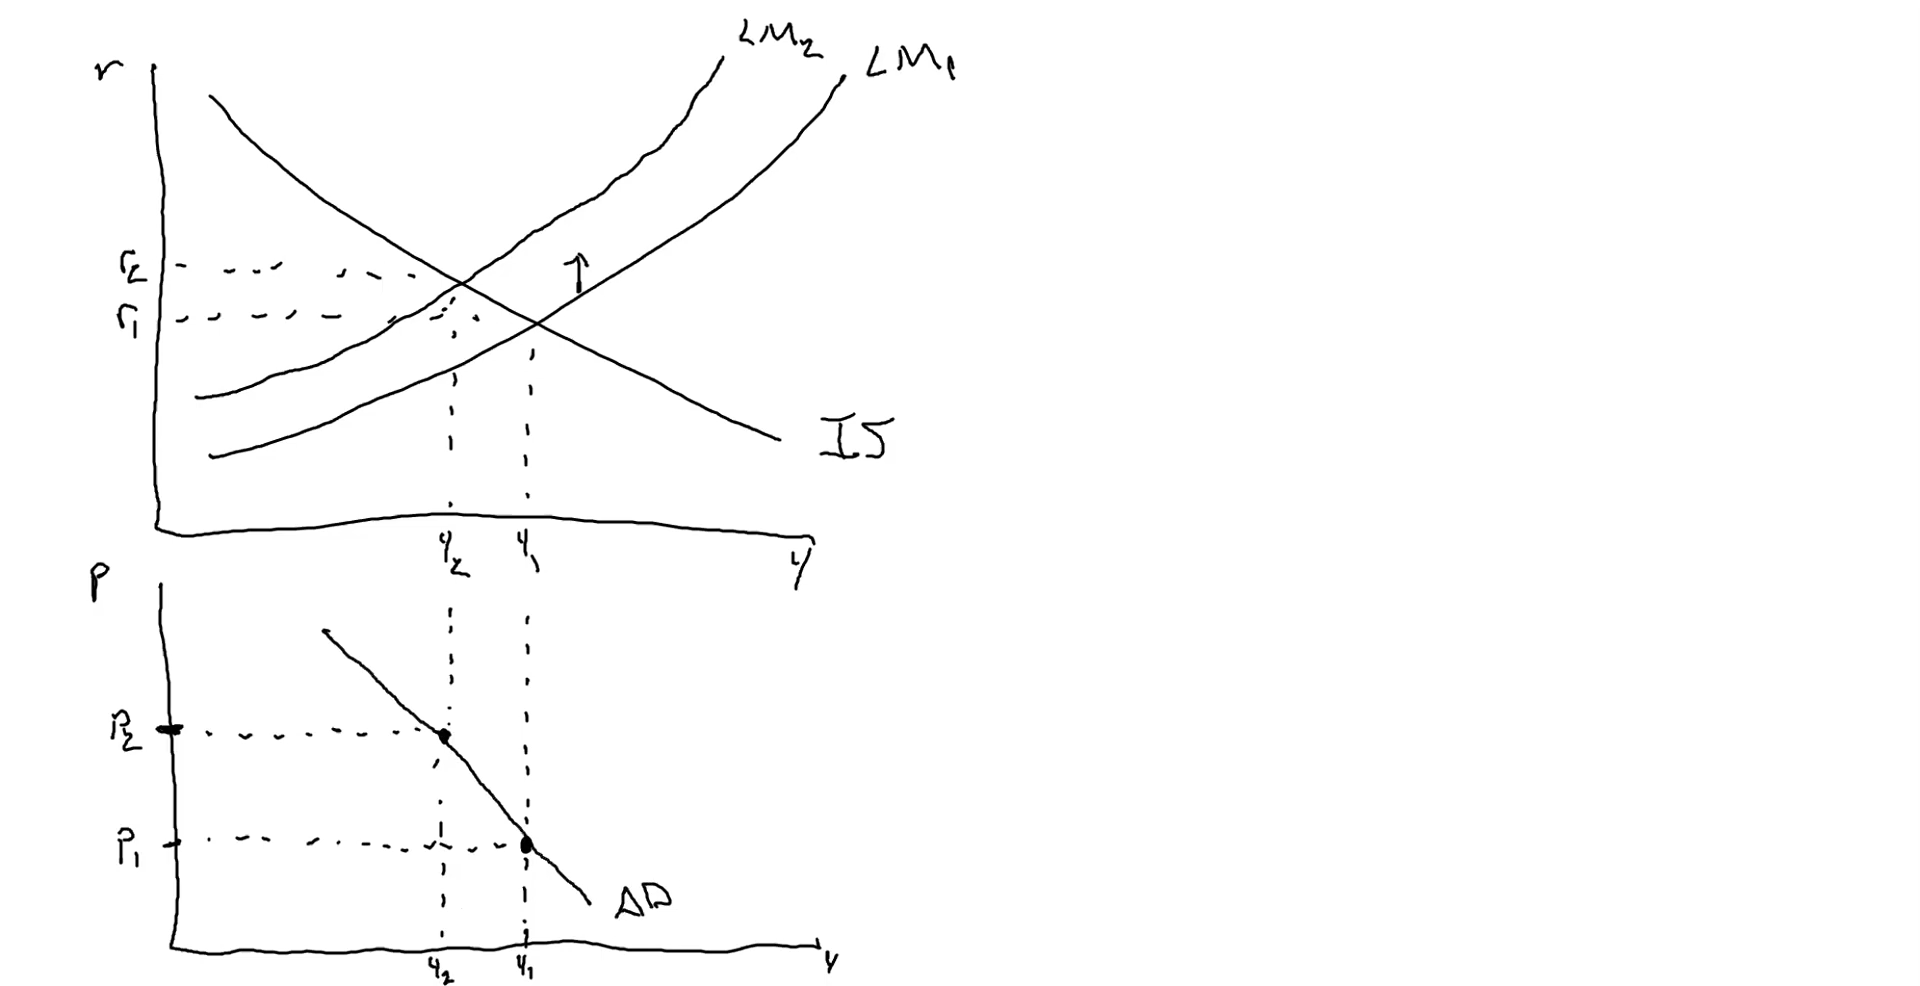 LM₂
LM₁
r
r₂
r₁
IS
y₂ y₁ y
P
P₂
P₁
AD
y₂ y₁ y